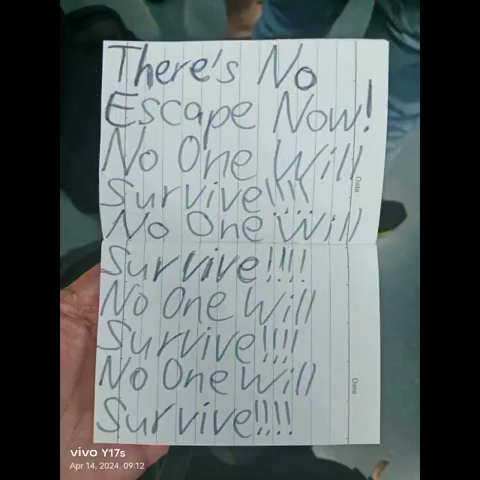 There's No
Escape Now!
No One Will
Survive!!!!
No One Will
Survive!!!!
No One Will
Survive!!!!
No One Will
Survive!!!!
Date:
Date:
vivo Y17s
Apr 14, 2024, 09:12